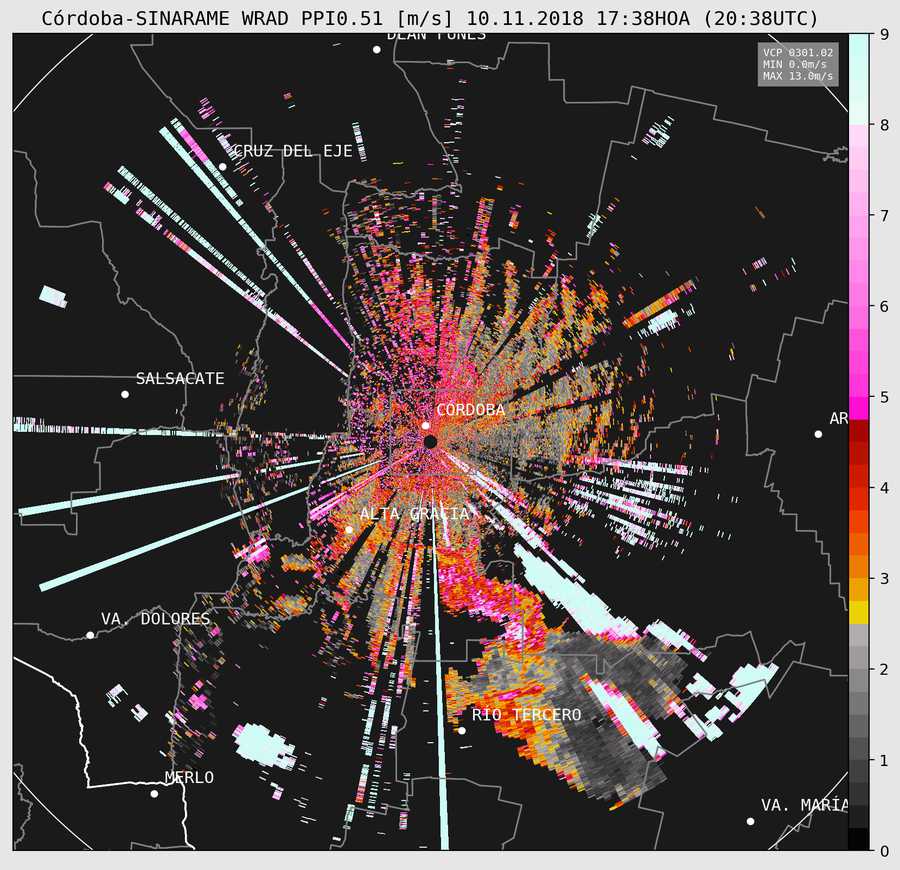 Córdoba-SINARAME WRAD PPI0.51 [m/s] 10.11.2018 17:38HOA (20:38UTC)
DEAN FUNES
VCP 0301.02
MIN 0.0m/s
MAX 13.0m/s
9
8
CRUZ DEL EJE
7
6
SALSACATE
5
CORDOBA
AR
4
ALTA GRACIA
3
VA. DOLORES
2
RIO TERCERO
1
MERLO
VA. MARÍA
0